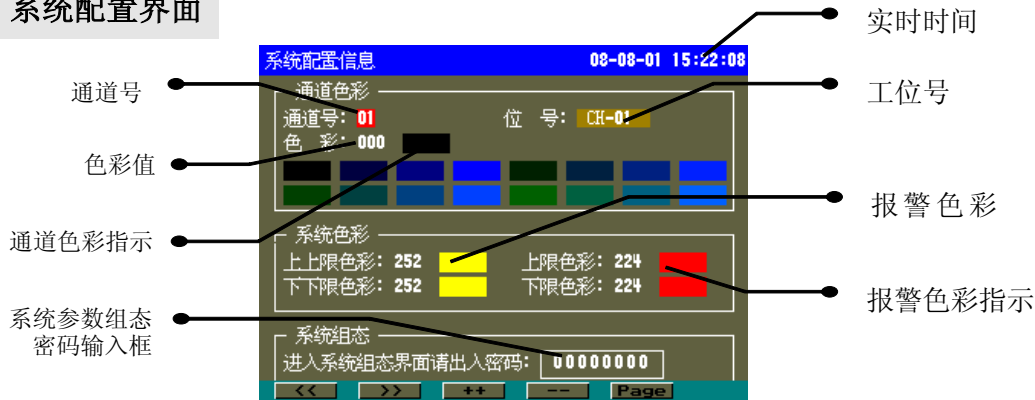 系统配置界面
实时时间
系统配置信息 08-08-01 15:22:08
通道色彩
通道号
工位号
通道号: 01 位 号: CH-01
色 彩: 000
色彩值
报警色彩
通道色彩指示
系统色彩
上上限色彩: 252 上限色彩: 224
下下限色彩: 252 下限色彩: 224
报警色彩指示
系统参数组态
密码输入框
系统组态
进入系统组态界面请出入密码: 00000000
<< >> ++ -- Page